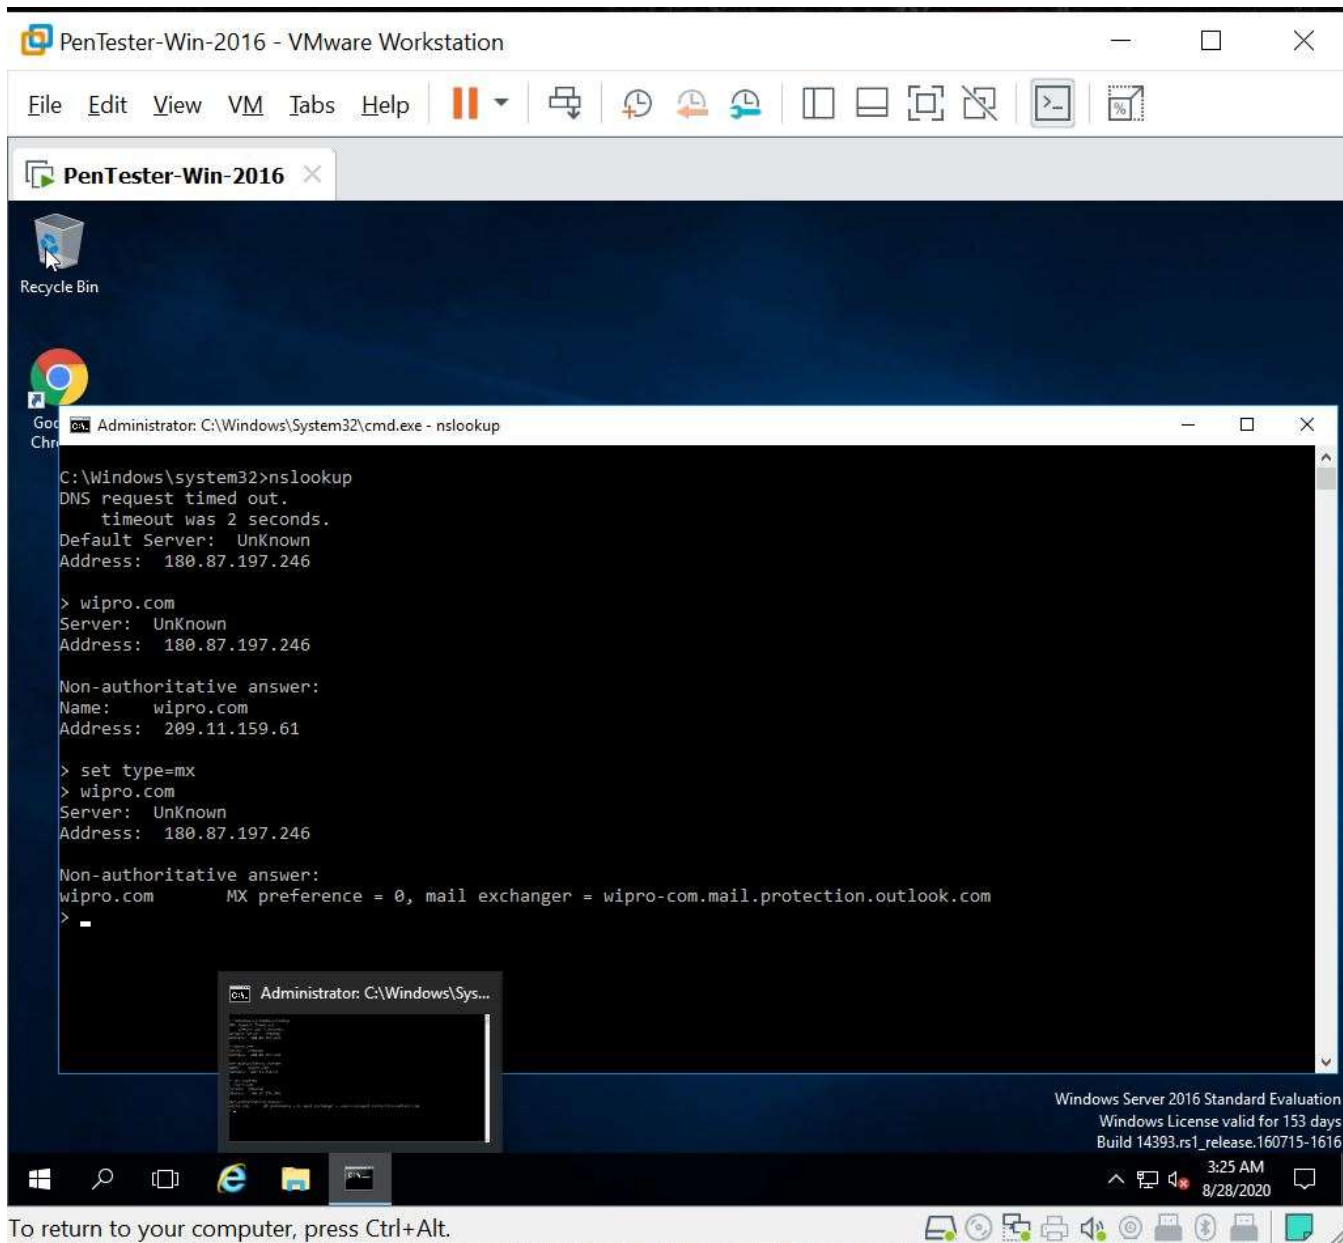 PenTester-Win-2016 - VMware Workstation
File Edit View VM Tabs Help
PenTester-Win-2016
Recycle Bin
Goo
Chr
Administrator: C:\Windows\System32\cmd.exe - nslookup
C:\Windows\system32>nslookup
DNS request timed out.
timeout was 2 seconds.
Default Server: UnKnown
Address: 180.87.197.246
> wipro.com
Server: UnKnown
Address: 180.87.197.246
Non-authoritative answer:
Name: wipro.com
Address: 209.11.159.61
> set type=mx
> wipro.com
Server: UnKnown
Address: 180.87.197.246
Non-authoritative answer:
wipro.com MX preference = 0, mail exchanger = wipro-com.mail.protection.outlook.com
>
Administrator: C:\Windows\Sys...
Windows Server 2016 Standard Evaluation
Windows License valid for 153 days
Build 14393.rs1_release.160715-1616
3:25 AM
8/28/2020
To return to your computer, press Ctrl+Alt.